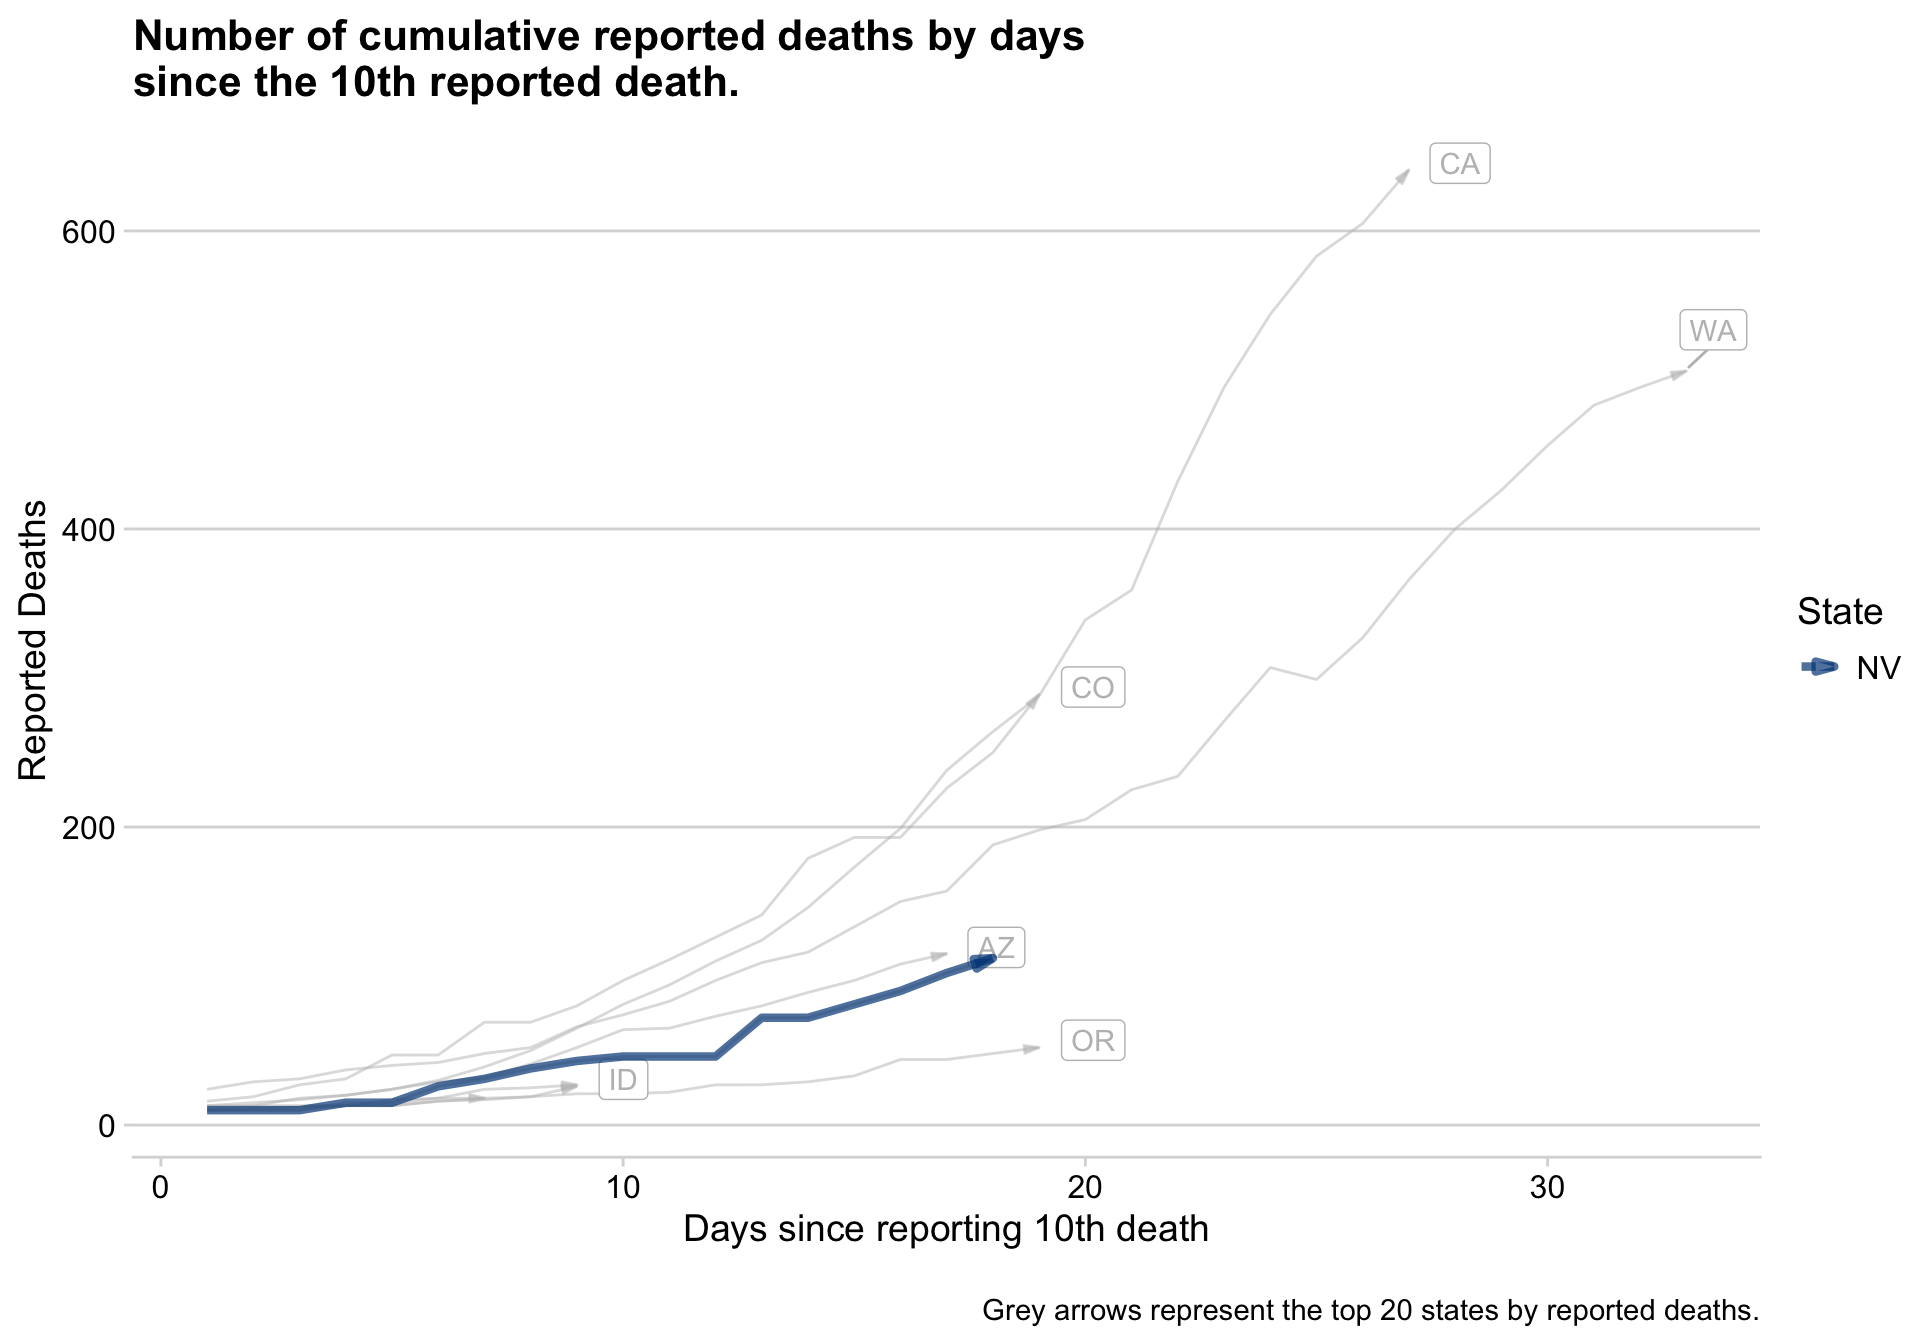 Number of cumulative reported deaths by days
since the 10th reported death.
CA
600
WA
400
Reported Deaths
State
NV
CO
200
AZ
OR
ID
0
0 10 20 30
Days since reporting 10th death
Grey arrows represent the top 20 states by reported deaths.